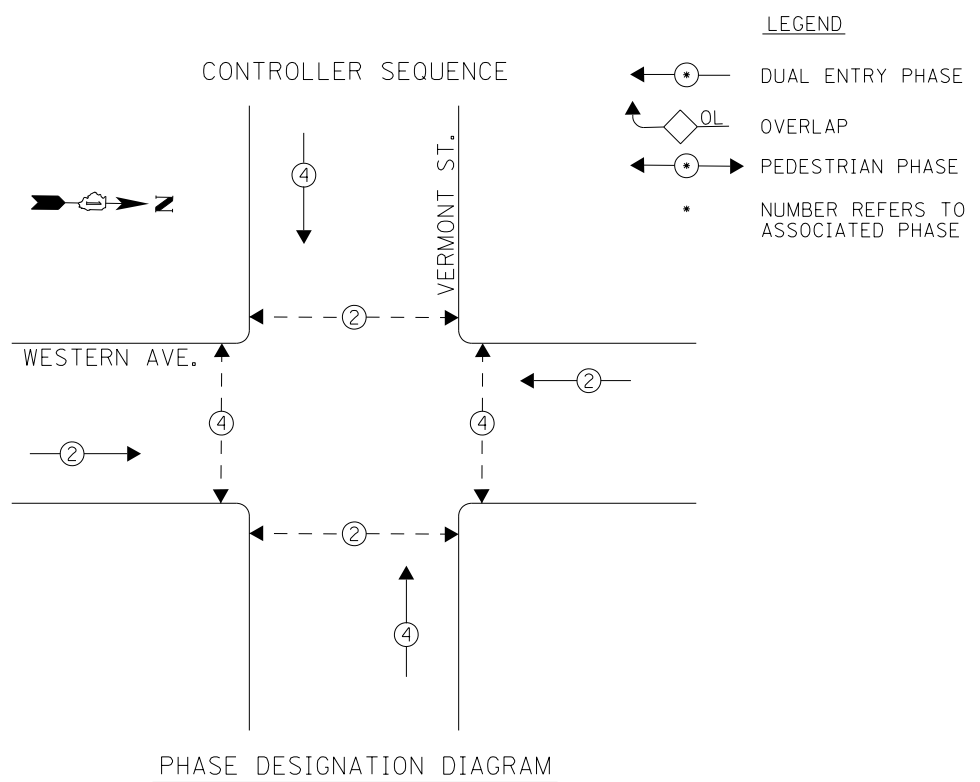 LEGEND
CONTROLLER SEQUENCE
* DUAL ENTRY PHASE
OL OVERLAP
* PEDESTRIAN PHASE
* NUMBER REFERS TO
ASSOCIATED PHASE
VERMONT ST.
4
N
2
WESTERN AVE.
2
4
4
2
2
4
PHASE DESIGNATION DIAGRAM